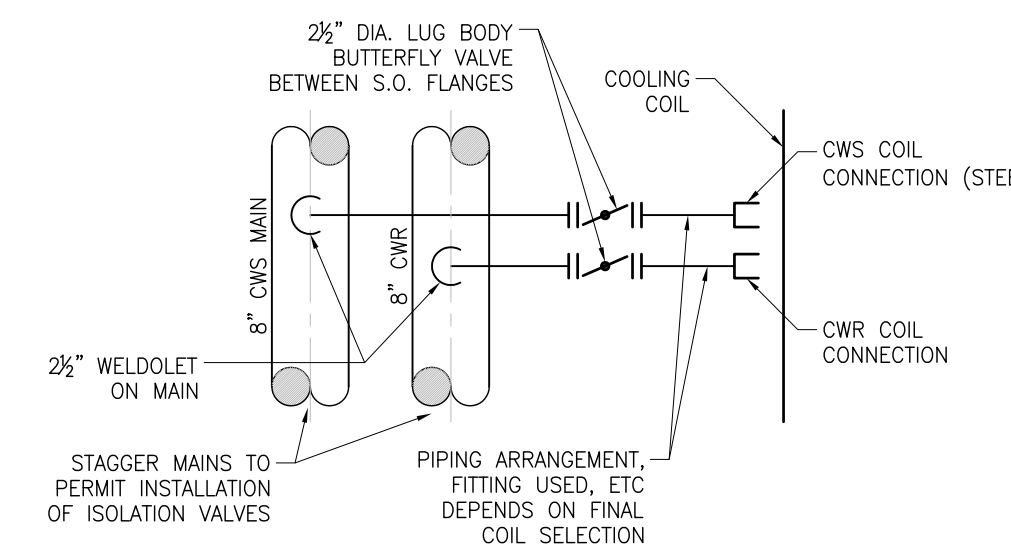 2½" DIA. LUG BODY
BUTTERFLY VALVE
BETWEEN S.O. FLANGES
COOLING
COIL
CWS COIL
CONNECTION (STEE
8" CWS MAIN
8" CWR
CWR COIL
CONNECTION
2½" WELDOLET
ON MAIN
STAGGER MAINS TO
PERMIT INSTALLATION
OF ISOLATION VALVES
PIPING ARRANGEMENT,
FITTING USED, ETC
DEPENDS ON FINAL
COIL SELECTION